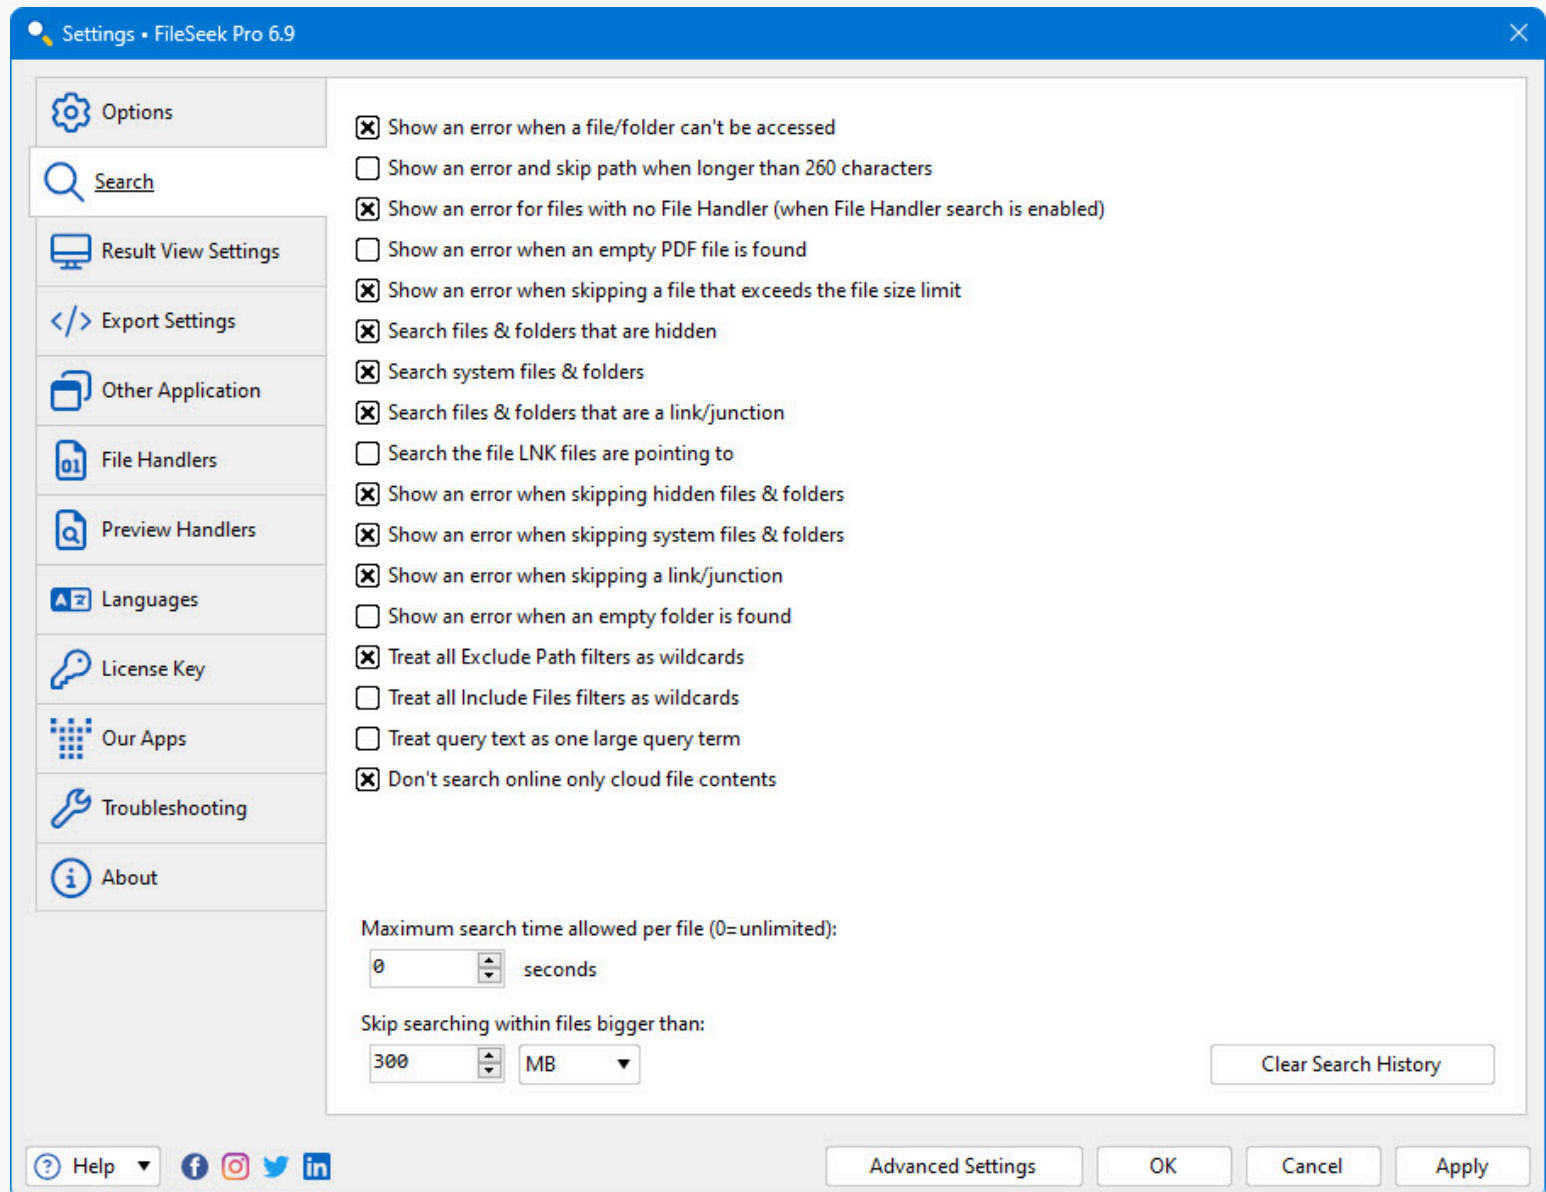 Settings • FileSeek Pro 6.9
Options
Search
Result View Settings
Export Settings
Other Application
File Handlers
Preview Handlers
Languages
License Key
Our Apps
Troubleshooting
About
Show an error when a file/folder can't be accessed
Show an error and skip path when longer than 260 characters
Show an error for files with no File Handler (when File Handler search is enabled)
Show an error when an empty PDF file is found
Show an error when skipping a file that exceeds the file size limit
Search files & folders that are hidden
Search system files & folders
Search files & folders that are a link/junction
Search the file LNK files are pointing to
Show an error when skipping hidden files & folders
Show an error when skipping system files & folders
Show an error when skipping a link/junction
Show an error when an empty folder is found
Treat all Exclude Path filters as wildcards
Treat all Include Files filters as wildcards
Treat query text as one large query term
Don't search online only cloud file contents
Maximum search time allowed per file (0=unlimited):
0 seconds
Skip searching within files bigger than:
300 MB
Clear Search History
Help
Advanced Settings
OK
Cancel
Apply